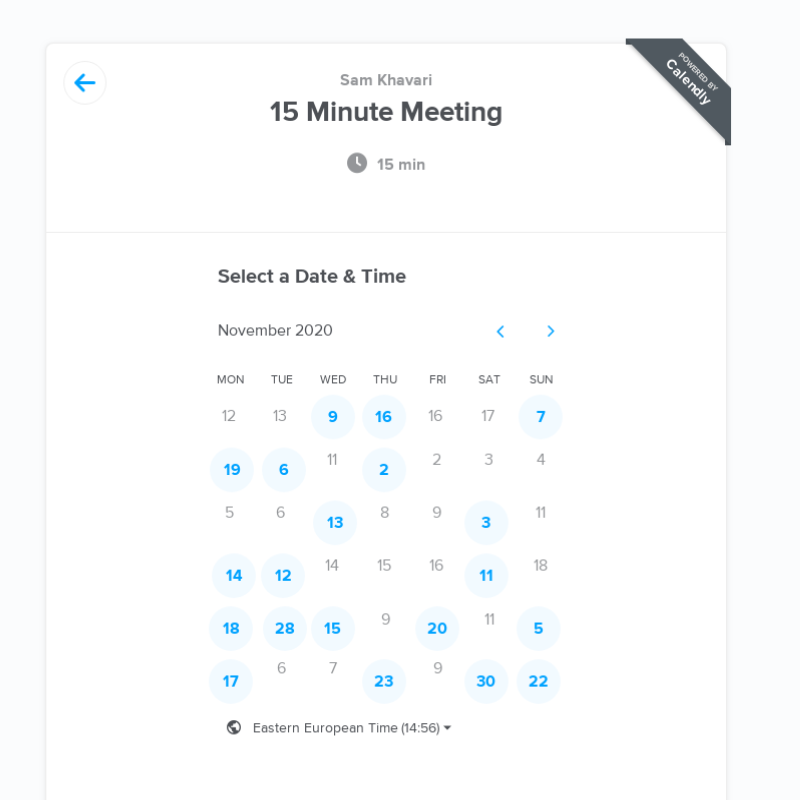 Sam Khavari
15 Minute Meeting
15 min
POWERED BY
Calendly
Select a Date & Time
November 2020
MON TUE WED THU FRI SAT SUN
12 13 9 16 16 17 7
19 6 11 2 2 3 4
5 6 13 8 9 3 11
14 12 14 15 16 11 18
18 28 15 9 20 11 5
17 6 7 23 9 30 22
Eastern European Time (14:56)